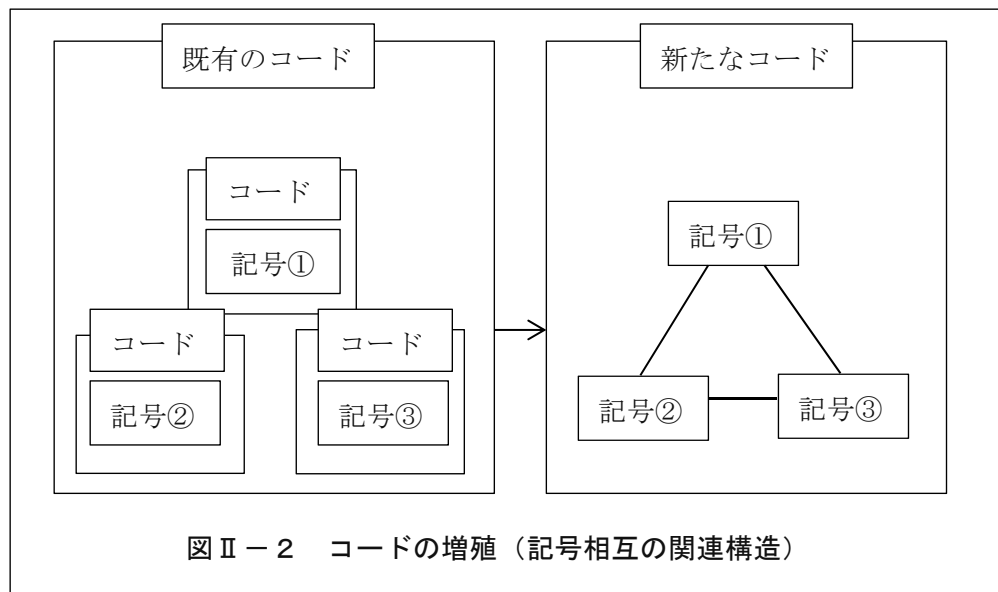 既有のコード
新たなコード
コード
記号①
コード
記号②
コード
記号③
記号①
記号②
記号③
図Ⅱ－２　コードの増殖（記号相互の関連構造）